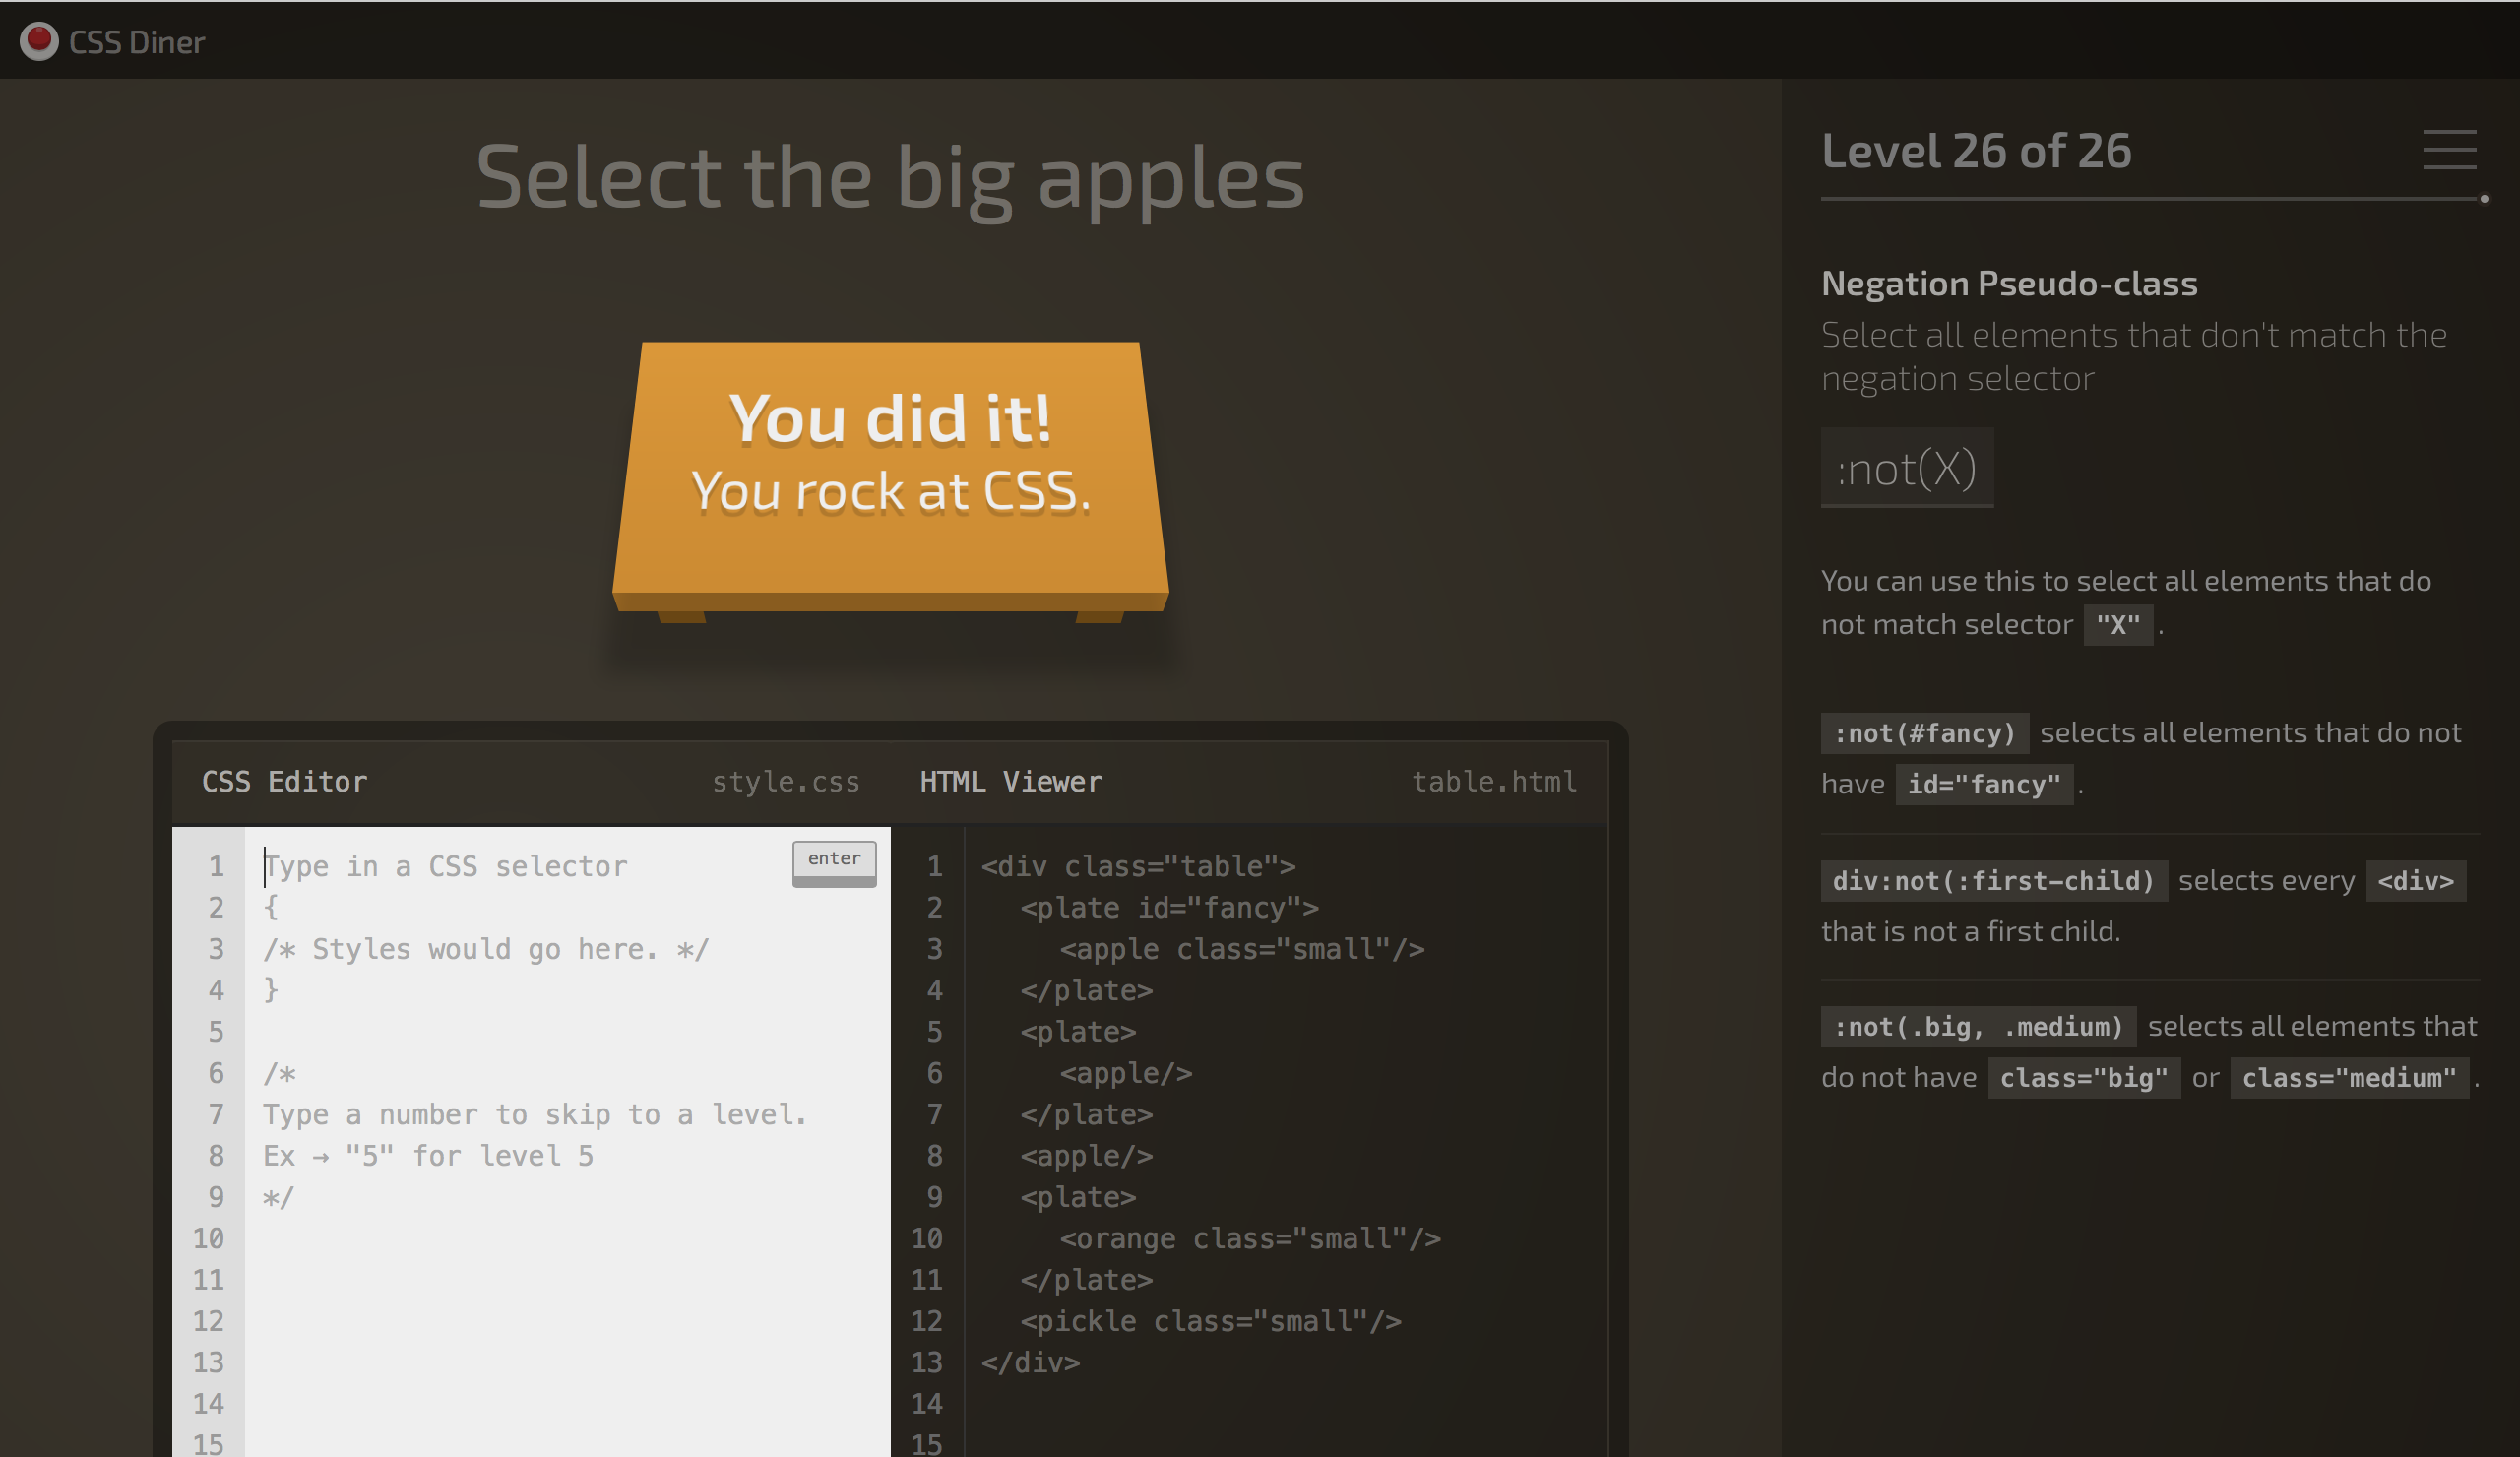 CSS Diner
Select the big apples
You did it!
You rock at CSS.
CSS Editor style.css
1 Type in a CSS selector enter
2 {
3 /* Styles would go here. */
4 }
5
6 /*
7 Type a number to skip to a level.
8 Ex → "5" for level 5
9 */
10
11
12
13
14
15
HTML Viewer table.html
1 <div class="table">
2 <plate id="fancy">
3 <apple class="small"/>
4 </plate>
5 <plate>
6 <apple/>
7 </plate>
8 <apple/>
9 <plate>
10 <orange class="small"/>
11 </plate>
12 <pickle class="small"/>
13 </div>
14
15
Level 26 of 26
Negation Pseudo-class
Select all elements that don't match the
negation selector
:not(X)
You can use this to select all elements that do
not match selector "X" .
:not(#fancy) selects all elements that do not
have id="fancy" .
div:not(:first-child) selects every <div>
that is not a first child.
:not(.big, .medium) selects all elements that
do not have class="big" or class="medium" .